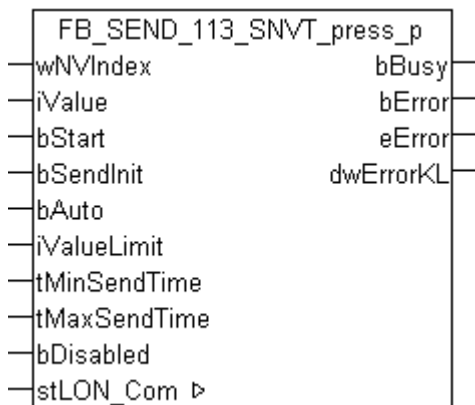 FB_SEND_113_SNVT_press_p
wNVIndex bBusy
iValue bError
bStart eError
bSendInit dwErrorKL
bAuto
iValueLimit
tMinSendTime
tMaxSendTime
bDisabled
stLON_Com ▷